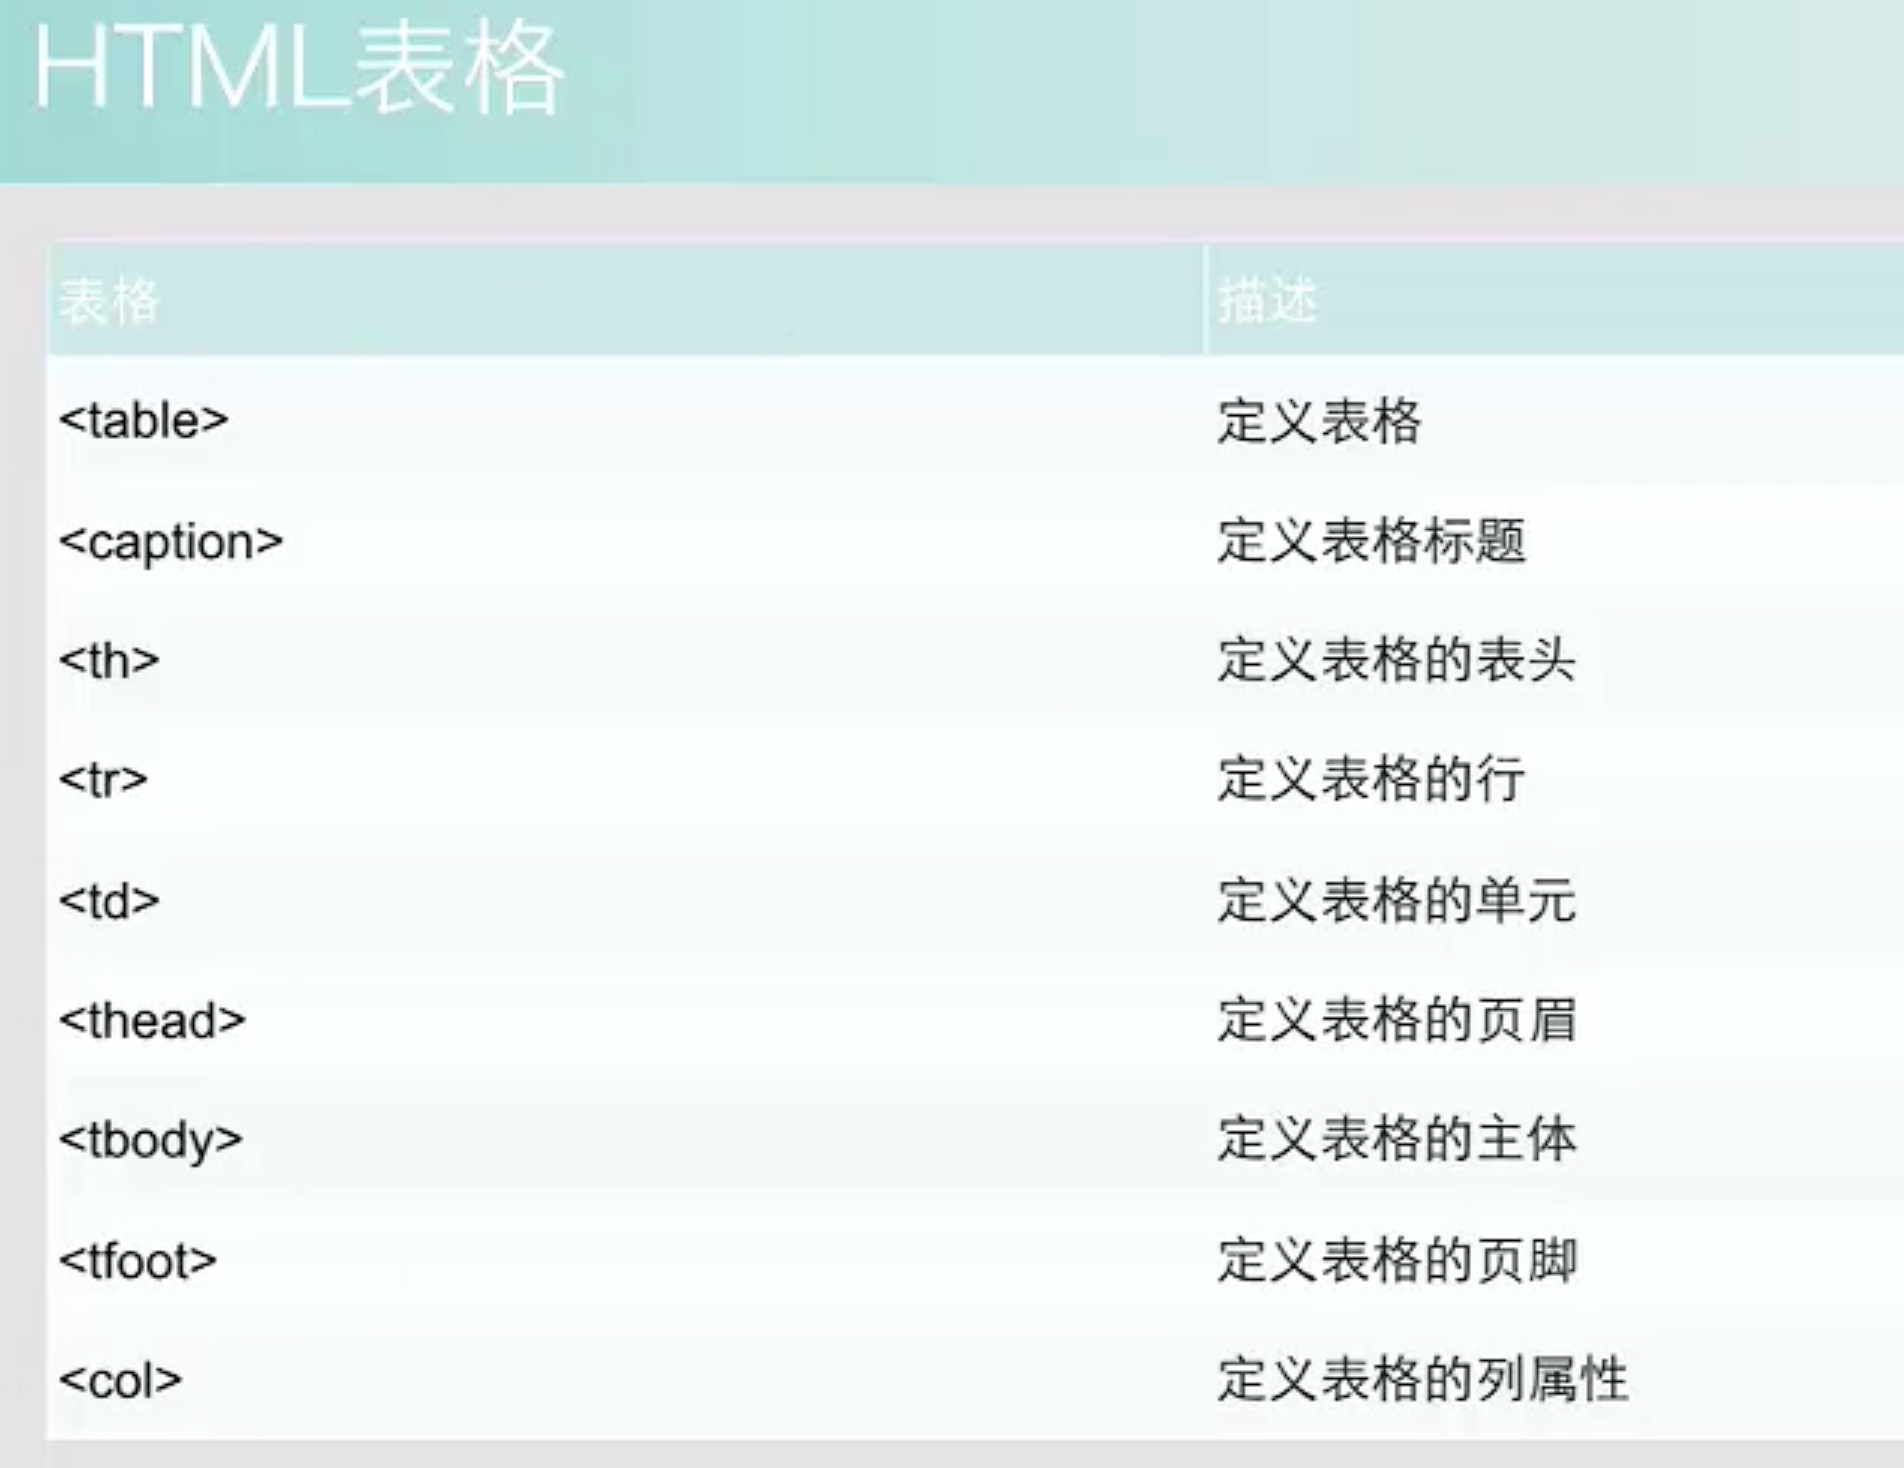 HTML表格
表格 描述
<table> 定义表格
<caption> 定义表格标题
<th> 定义表格的表头
<tr> 定义表格的行
<td> 定义表格的单元
<thead> 定义表格的页眉
<tbody> 定义表格的主体
<tfoot> 定义表格的页脚
<col> 定义表格的列属性